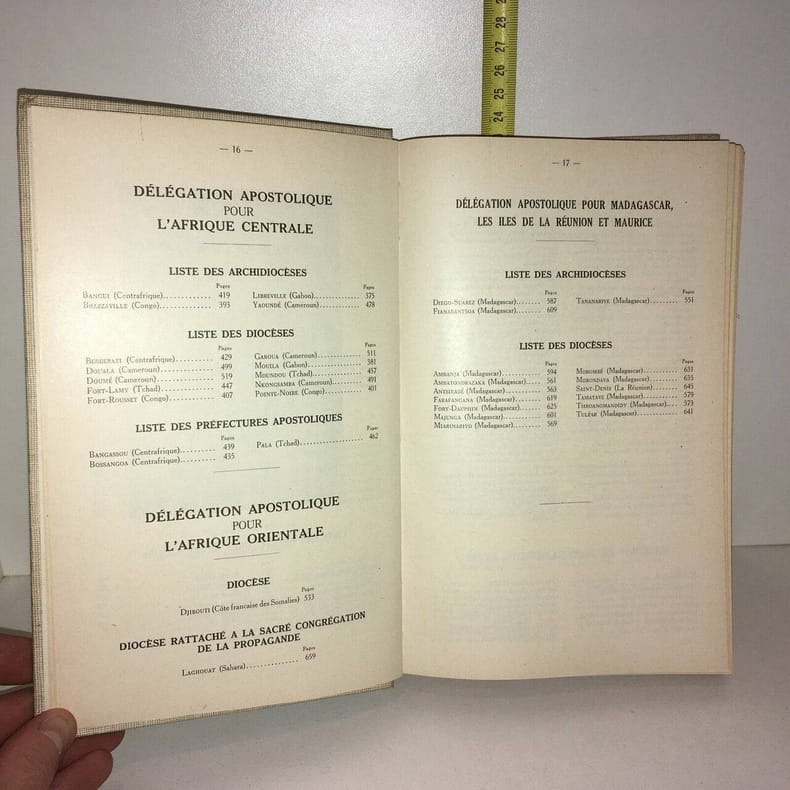 — 16 —
DÉLÉGATION APOSTOLIQUE
POUR
L'AFRIQUE CENTRALE
LISTE DES ARCHIDIOCÈSES
Pages
BANGUI (Centrafrique)............ 419
BRAZZAVILLE (Congo)............ 393
Pages
LIBREVILLE (Gabon)............ 375
YAOUNDÉ (Cameroun)............ 478
LISTE DES DIOCÈSES
Pages
BERBERATI (Centrafrique)......... 429
DOUALA (Cameroun)............ 499
DOUMÉ (Cameroun)............ 519
FORT-LAMY (Tchad)............ 447
FORT-ROUSSET (Congo)......... 407
Pages
GAROUA (Cameroun)............ 511
MOUILA (Gabon)............ 381
MOUNDOU (Tchad)............ 457
NKONGSAMBA (Cameroun)......... 491
POINTE-NOIRE (Congo)......... 401
LISTE DES PRÉFECTURES APOSTOLIQUES
Pages
BANGASSOU (Centrafrique)......... 439
BOSSANGOA (Centrafrique)......... 435
Pages
PALA (Tchad)............ 462
DÉLÉGATION APOSTOLIQUE
POUR
L'AFRIQUE ORIENTALE
DIOCÈSE
Pages
DJIBOUTI (Côte française des Somalies) 533
DIOCÈSE RATTACHÉ A LA SACRÉ CONGRÉGATION
DE LA PROPAGANDE
Pages
LAGHOUAT (Sahara)............ 659
— 17 —
DÉLÉGATION APOSTOLIQUE POUR MADAGASCAR,
LES ILES DE LA RÉUNION ET MAURICE
LISTE DES ARCHIDIOCÈSES
Pages
DIEGO-SUAREZ (Madagascar)...... 587
FIANARANTSOA (Madagascar)...... 609
Pages
TANANARIVE (Madagascar)......... 551
LISTE DES DIOCÈSES
Pages
AMBANJA (Madagascar)......... 594
AMBATONDRAZAKA (Madagascar)... 561
ANTSIRABÉ (Madagascar)......... 563
FARAFANGANA (Madagascar)...... 619
FORT-DAUPHIN (Madagascar)...... 625
MAJUNGA (Madagascar)......... 601
MIARINARIVO (Madagascar)...... 569
Pages
MOROMBÉ (Madagascar)......... 651
MORONDAVA (Madagascar)...... 635
SAINT-DENIS (La Réunion)...... 645
TAMATAVE (Madagascar)......... 579
TSIROANOMANDIDY (Madagascar).. 573
TULÉAR (Madagascar)......... 641
24 25 26 27 28